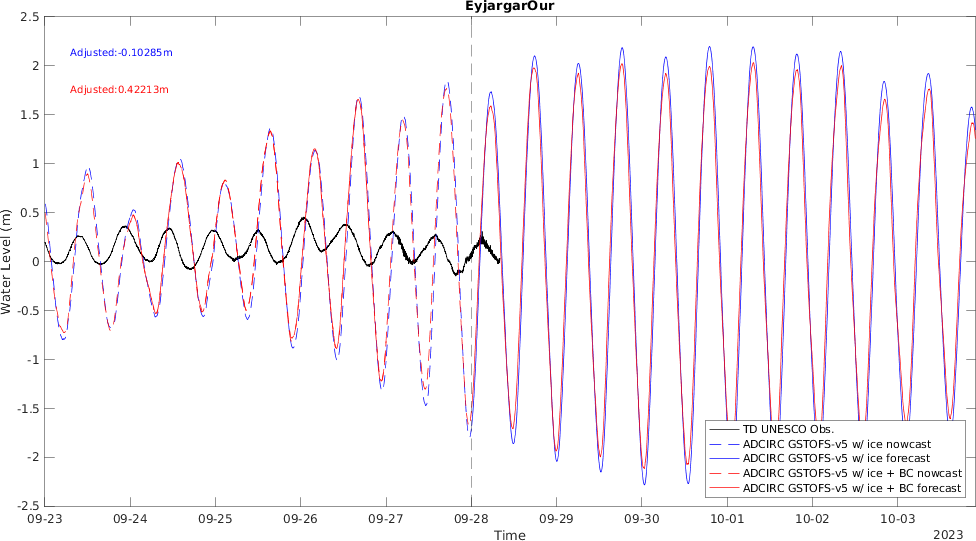 EyjargarOur
Adjusted:-0.10285m
Adjusted:0.42213m
Water Level (m)
2.5
2
1.5
1
0.5
0
-0.5
-1
-1.5
-2
-2.5
TD UNESCO Obs.
ADCIRC GSTOFS-v5 w/ ice nowcast
ADCIRC GSTOFS-v5 w/ ice forecast
ADCIRC GSTOFS-v5 w/ ice + BC nowcast
ADCIRC GSTOFS-v5 w/ ice + BC forecast
09-23 09-24 09-25 09-26 09-27 09-28 09-29 09-30 10-01 10-02 10-03
Time
2023